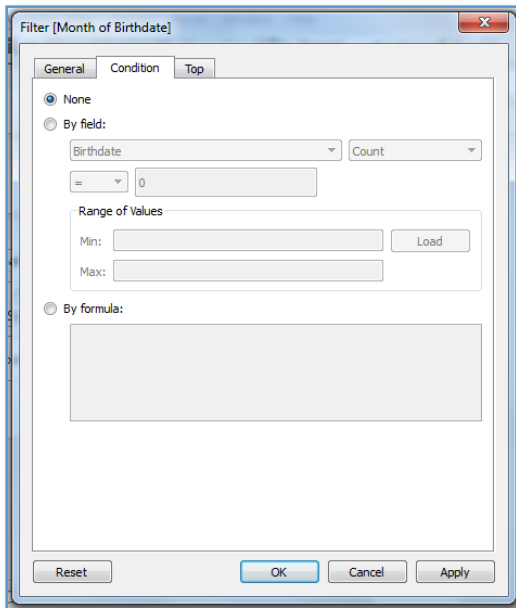 Filter [Month of Birthdate]
General Condition Top
None
By field:
Birthdate Count
= 0
Range of Values
Min: Load
Max:
By formula:
Reset OK Cancel Apply